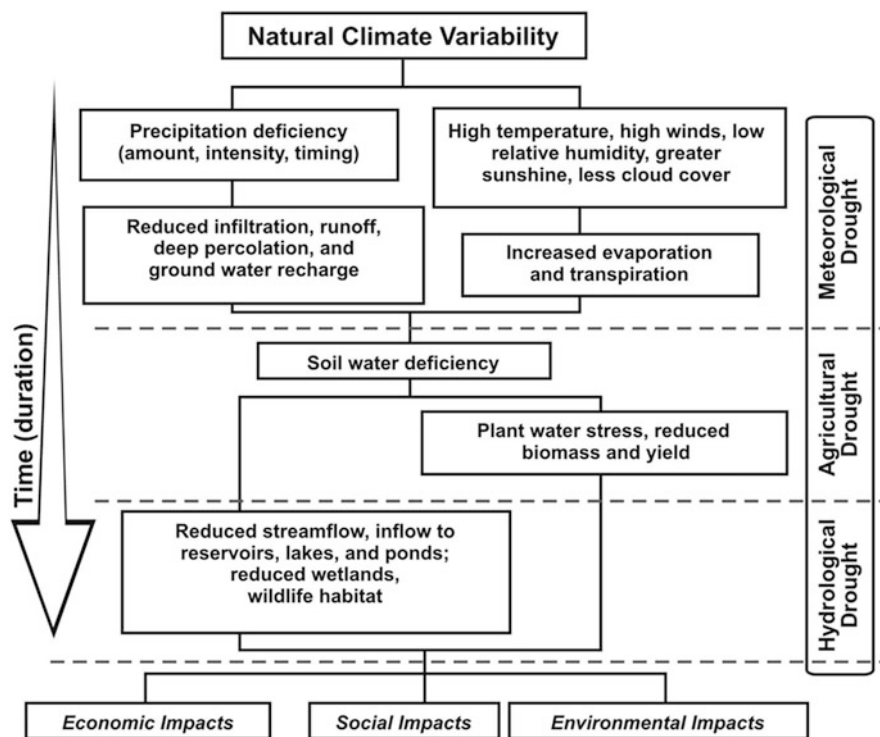 Natural Climate Variability
Precipitation deficiency
(amount, intensity, timing)
High temperature, high winds, low
relative humidity, greater
sunshine, less cloud cover
Reduced infiltration, runoff,
deep percolation, and
ground water recharge
Increased evaporation
and transpiration
Meteorological
Drought
Time (duration)
Soil water deficiency
Plant water stress, reduced
biomass and yield
Agricultural
Drought
Reduced streamflow, inflow to
reservoirs, lakes, and ponds;
reduced wetlands,
wildlife habitat
Hydrological
Drought
Economic Impacts
Social Impacts
Environmental Impacts